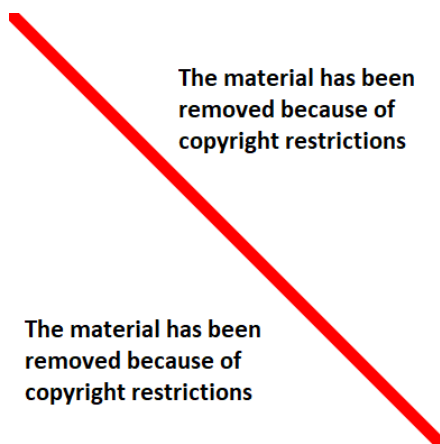 The material has been
removed because of
copyright restrictions
The material has been
removed because of
copyright restrictions